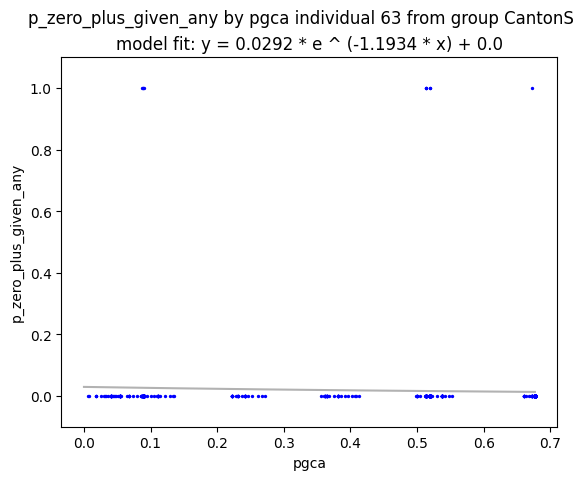 p_zero_plus_given_any by pgca individual 63 from group CantonS
model fit: y = 0.0292 * e ^ (-1.1934 * x) + 0.0
1.0
0.8
0.6
0.4
0.2
0.0
p_zero_plus_given_any
0.0 0.1 0.2 0.3 0.4 0.5 0.6 0.7
pgca